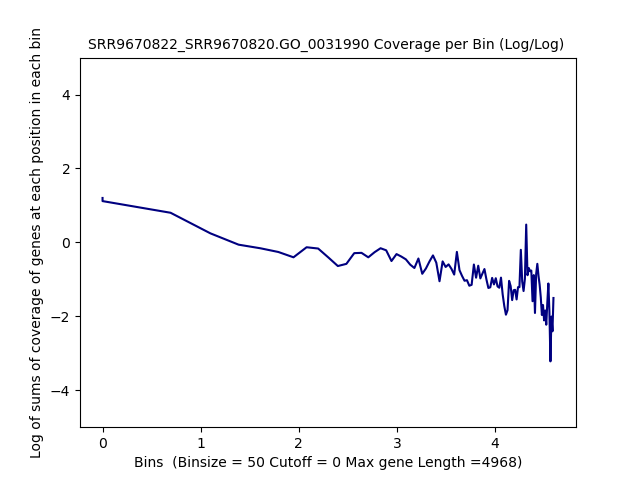 SRR9670822_SRR9670820.GO_0031990 Coverage per Bin (Log/Log)
Log of sums of coverage of genes at each position in each bin
4
2
0
−2
−4
0 1 2 3 4
Bins  (Binsize = 50 Cutoff = 0 Max gene Length =4968)